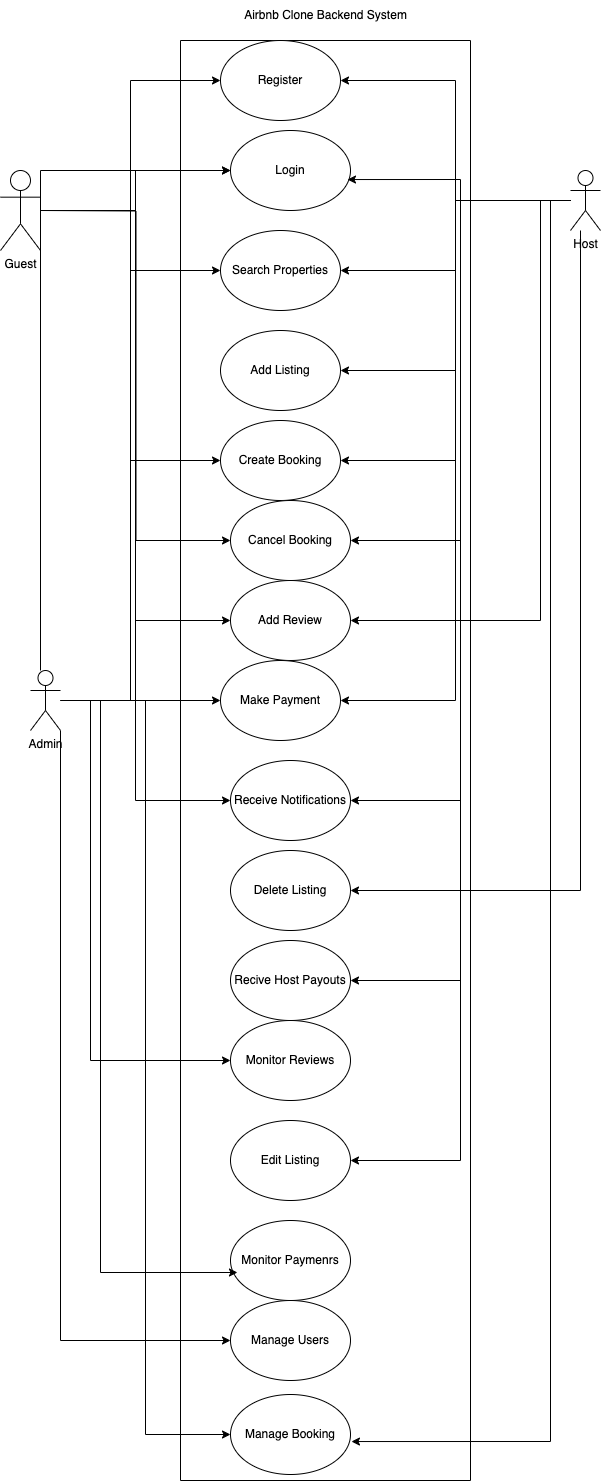 Airbnb Clone Backend System
Register
Login
Guest
Host
Search Properties
Add Listing
Create Booking
Cancel Booking
Add Review
Make Payment
Admin
Receive Notifications
Delete Listing
Recive Host Payouts
Monitor Reviews
Edit Listing
Monitor Paymenrs
Manage Users
Manage Booking